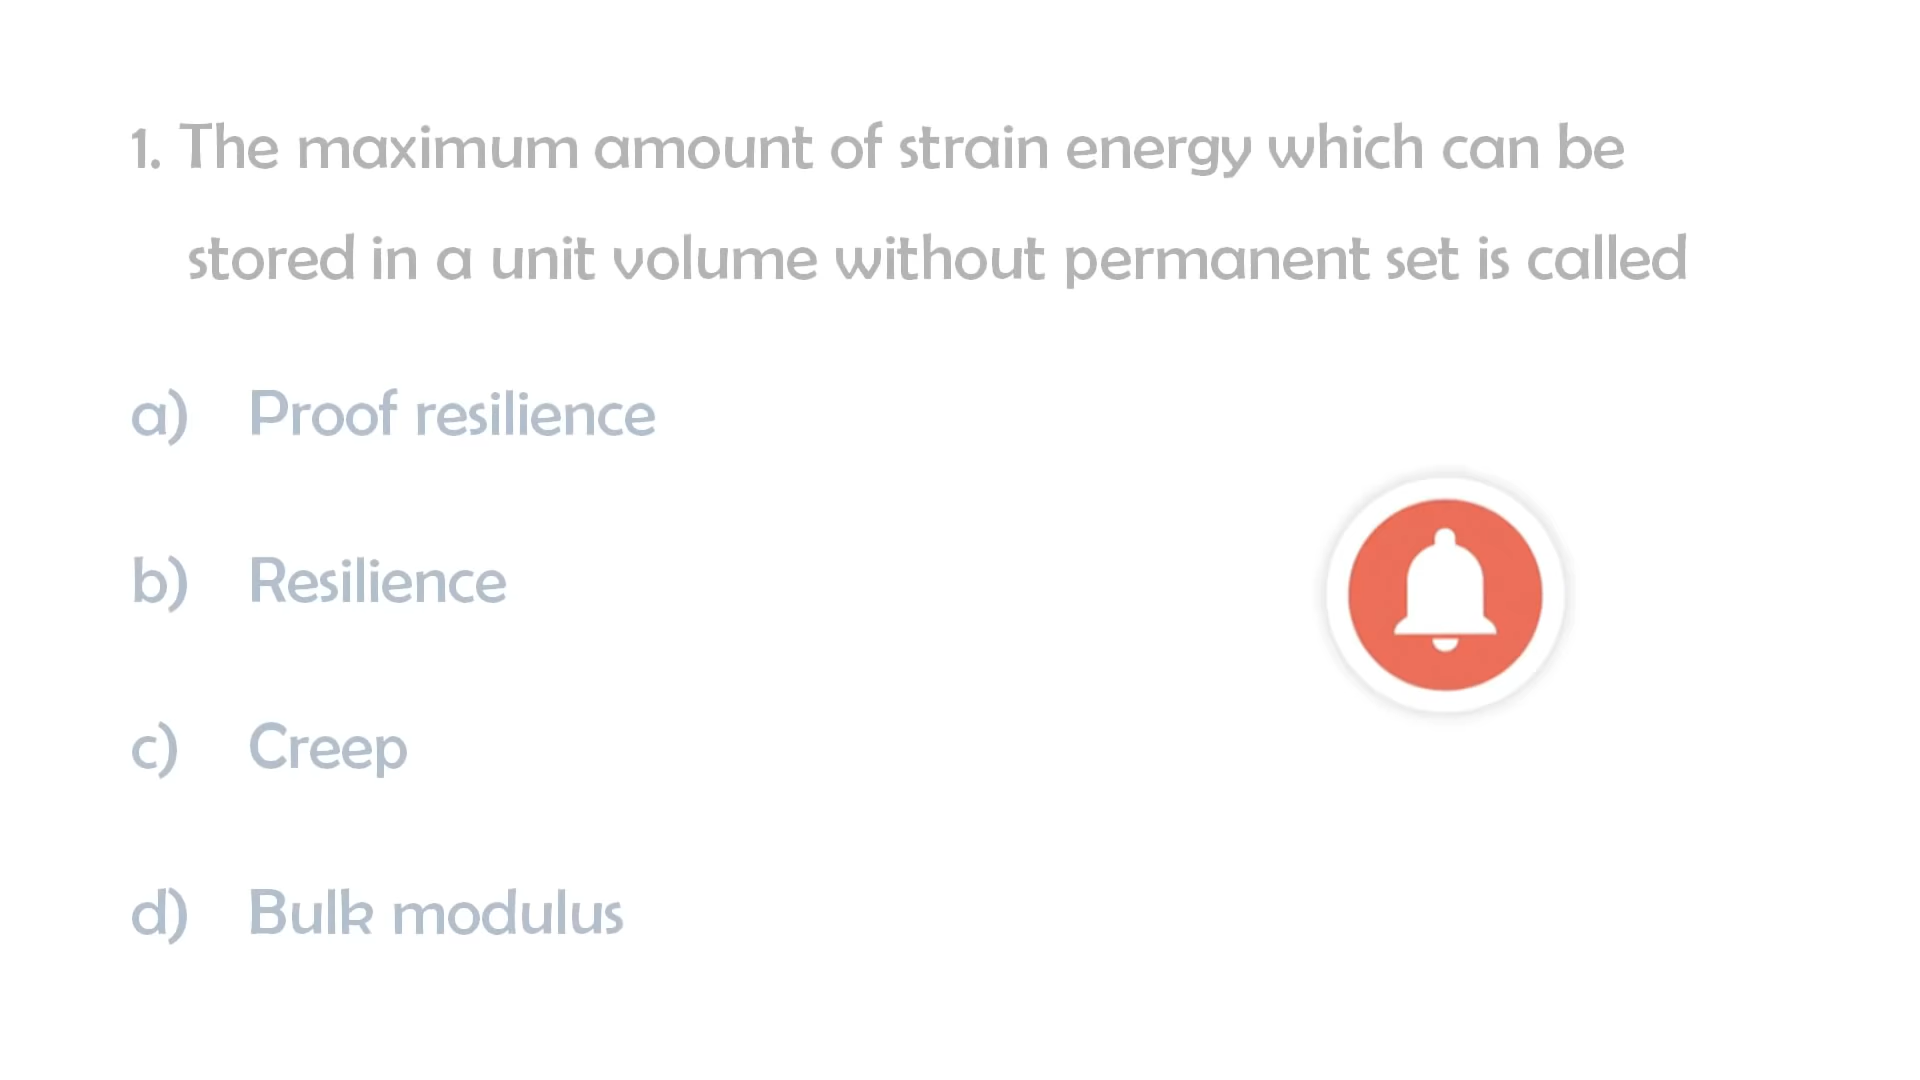 1. The maximum amount of strain energy which can be
stored in a unit volume without permanent set is called
a) Proof resilience
b) Resilience
c) Creep
d) Bulk modulus